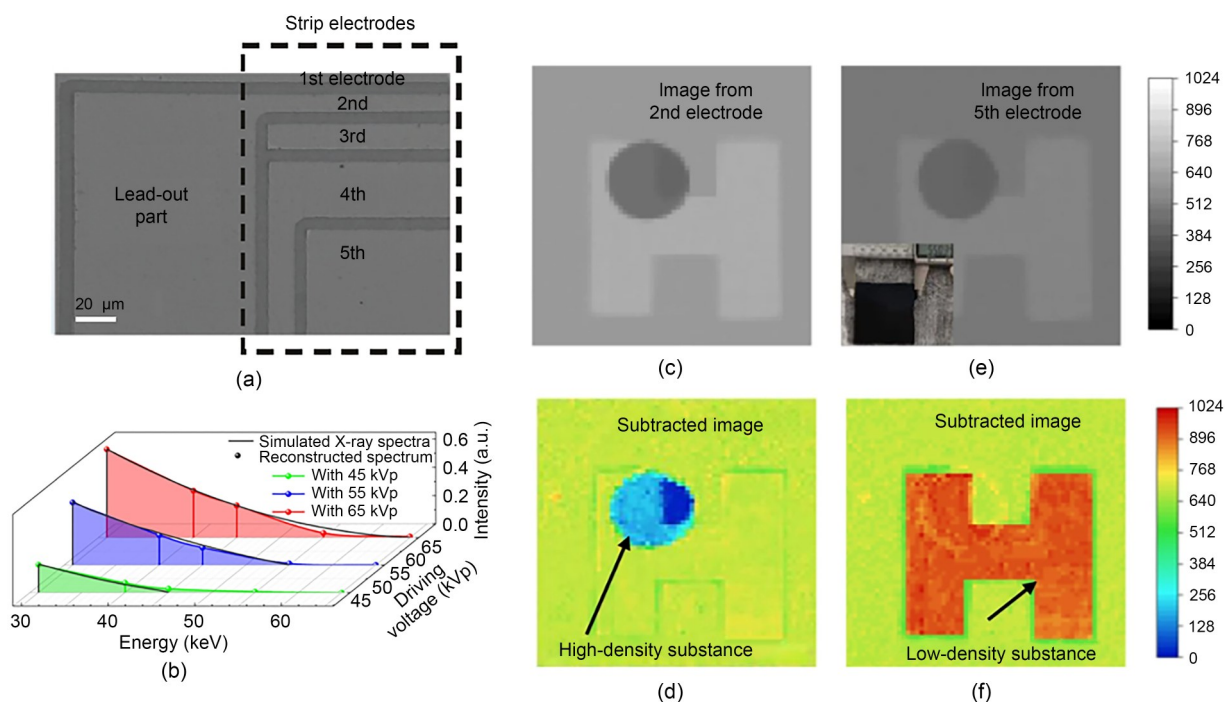 Strip electrodes
1st electrode
2nd
3rd
4th
5th
Lead-out
part
20 μm
(a)
Simulated X-ray spectra
Reconstructed spectrum
With 45 kVp
With 55 kVp
With 65 kVp
0.6
0.4
0.2
0.0
Intensity (a.u.)
65
60
55
50
45
Driving
voltage (kVp)
30
40
50
60
Energy (keV)
(b)
Image from
2nd electrode
(c)
Image from
5th electrode
(e)
1024
896
768
640
512
384
256
128
0
Subtracted image
High-density substance
(d)
Subtracted image
Low-density substance
(f)
1024
896
768
640
512
384
256
128
0